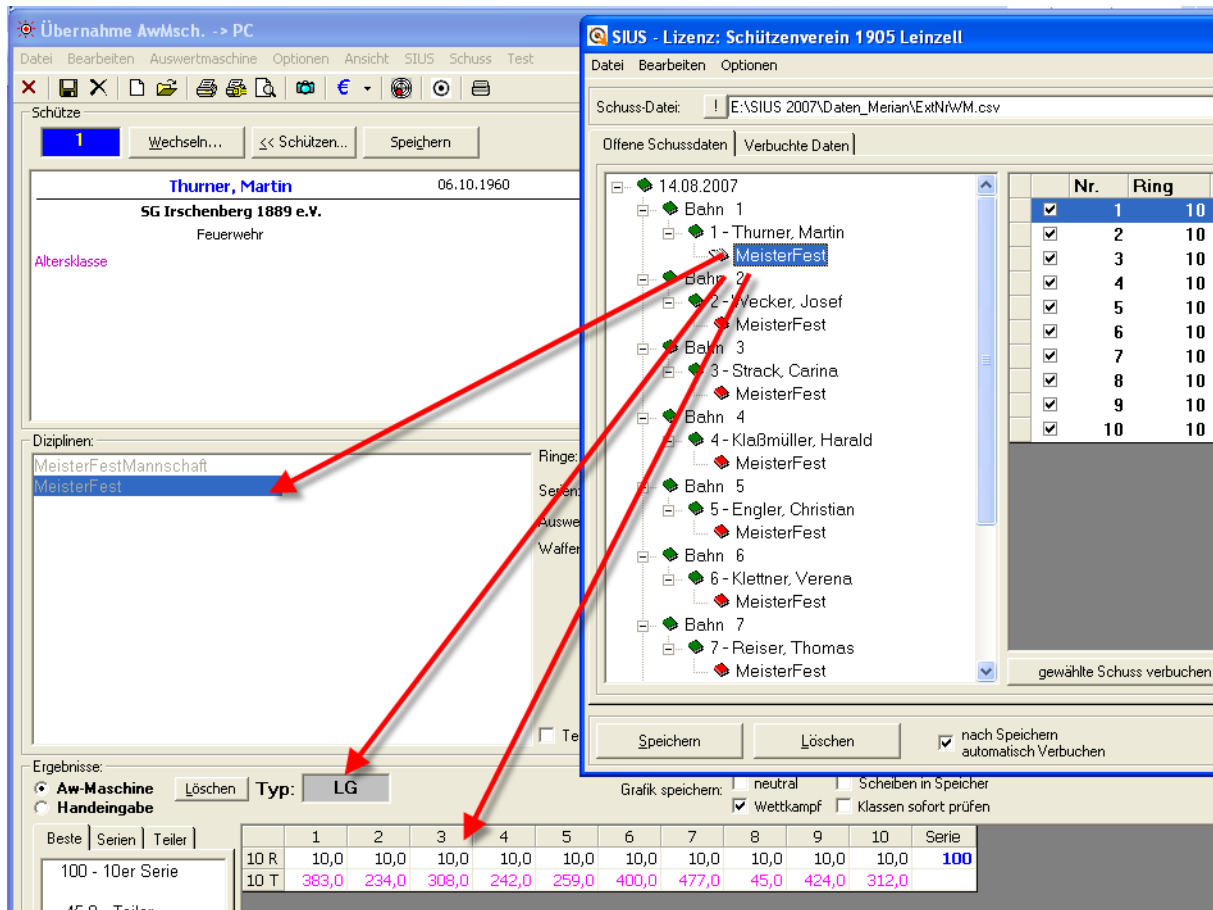 Übernahme AwMsch. -> PC
Datei Bearbeiten Auswertmaschine Optionen Ansicht SIUS Schuss Test
Schütze
1 Wechseln... << Schützen... Speichern
Thurner, Martin 06.10.1960
SG Irschenberg 1889 e.V.
Feuerwehr
Altersklasse
Diziplinen:
MeisterFestMannschaft
MeisterFest
Ringe:
Serien:
Auswe
Waffen
Te
SIUS - Lizenz: Schützenverein 1905 Leinzell
Datei Bearbeiten Optionen
Schuss-Datei: ! E:\SIUS 2007\Daten_Merian\ExtNrWM.csv
Offene Schussdaten Verbuchte Daten
14.08.2007
Bahn 1
1 - Thurner, Martin
MeisterFest
Bahn 2
2 - Wecker, Josef
MeisterFest
Bahn 3
3 - Strack, Carina
MeisterFest
Bahn 4
4 - Klaßmüller, Harald
MeisterFest
Bahn 5
5 - Engler, Christian
MeisterFest
Bahn 6
6 - Klettner, Verena
MeisterFest
Bahn 7
7 - Reiser, Thomas
MeisterFest
Nr. Ring
1 10
2 10
3 10
4 10
5 10
6 10
7 10
8 10
9 10
10 10
gewählte Schuss verbuchen
Speichern Löschen nach Speichern
automatisch Verbuchen
Ergebnisse:
Aw-Maschine Löschen Typ: LG
Handeingabe
Grafik speichern: neutral Scheiben in Speicher
Wettkampf Klassen sofort prüfen
Beste Serien Teiler
100 - 10er Serie
45,0 - Teiler
1 2 3 4 5 6 7 8 9 10 Serie
10 R 10,0 10,0 10,0 10,0 10,0 10,0 10,0 10,0 10,0 10,0 100
10 T 383,0 234,0 308,0 242,0 259,0 400,0 477,0 45,0 424,0 312,0